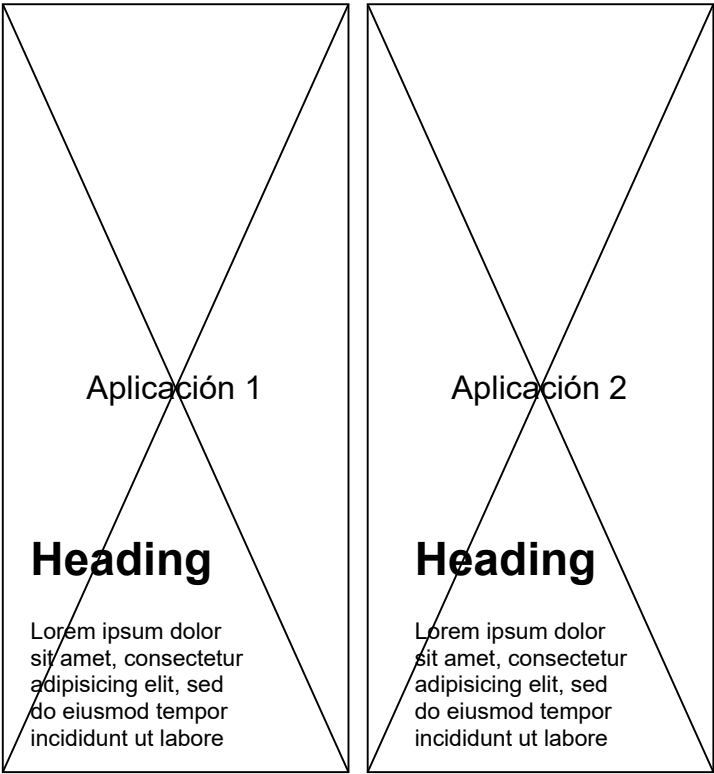 Aplicación 1
Heading
Lorem ipsum dolor
sit amet, consectetur
adipisicing elit, sed
do eiusmod tempor
incididunt ut labore
Aplicación 2
Heading
Lorem ipsum dolor
sit amet, consectetur
adipisicing elit, sed
do eiusmod tempor
incididunt ut labore